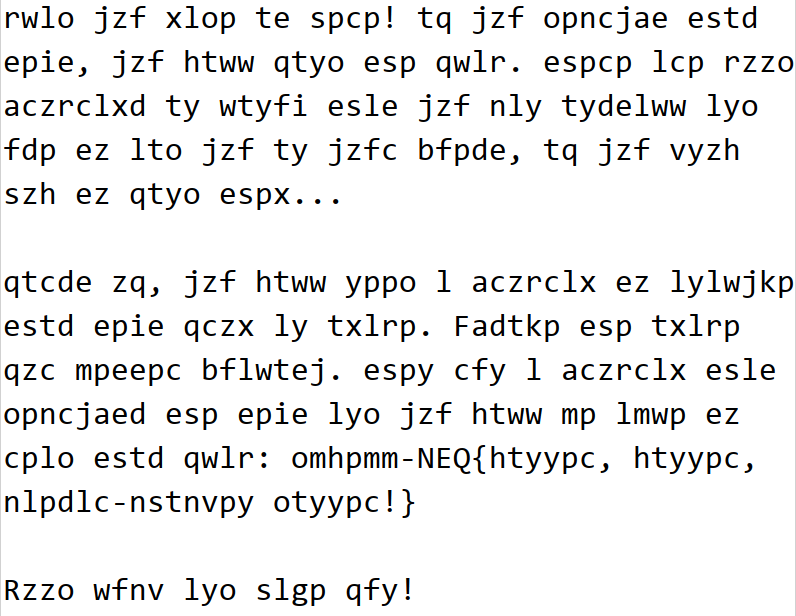 rwlo jzf xlop te spcp! tq jzf opncjae estd
epie, jzf htww qtyo esp qwlr. espcp lcp rzzo
aczrclxd ty wtyfi esle jzf nly tydelww lyo
fdp ez lto jzf ty jzfc bfpde, tq jzf vyzh
szh ez qtyo espx...
qtcde zq, jzf htww yppo l aczrclx ez lylwjkp
estd epie qczx ly txlrp. Fadtkp esp txlrp
qzc mpeepc bflwtej. espy cfy l aczrclx esle
opncjaed esp epie lyo jzf htww mp lmwp ez
cplo estd qwlr: omhpmm-NEQ{htyypc, htyypc,
nlpdlc-nstnvpy otyypc!}
Rzzo wfnv lyo slgp qfy!